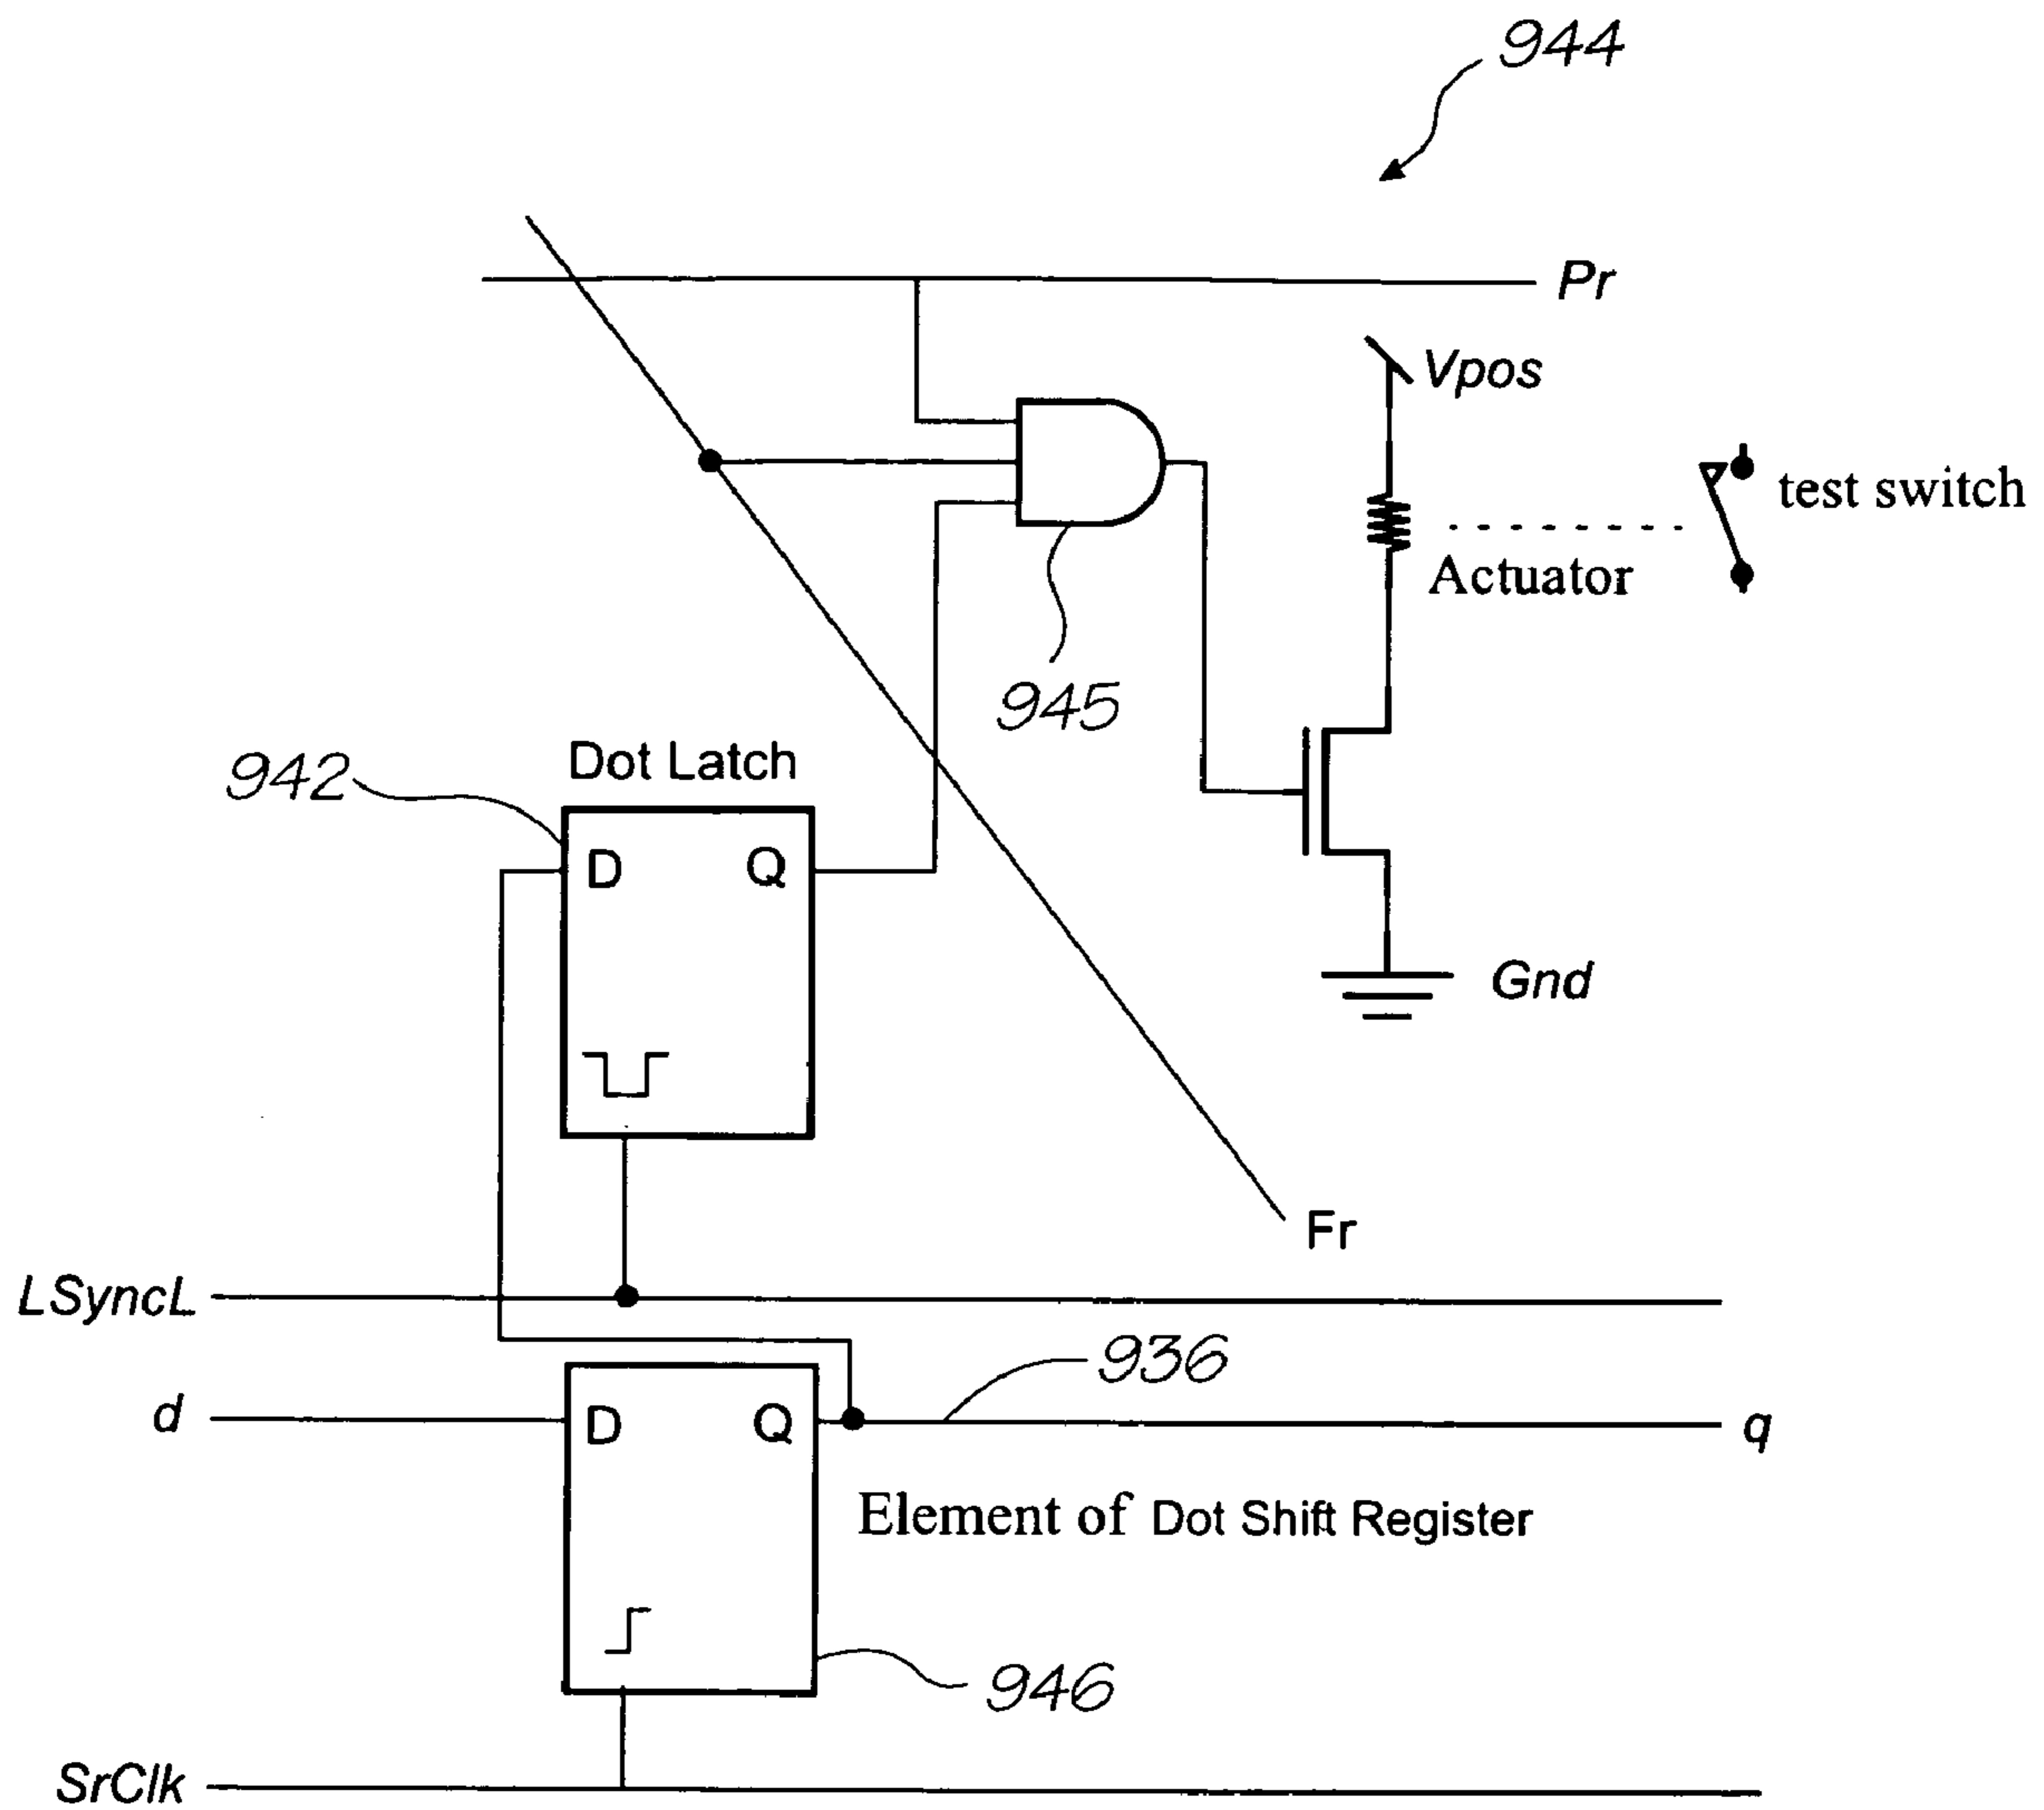 944
Pr
Vpos
test switch
Actuator
945
942
Dot Latch
D
Q
Gnd
Fr
LSyncL
936
d
D
Q
q
Element of Dot Shift Register
946
SrClk